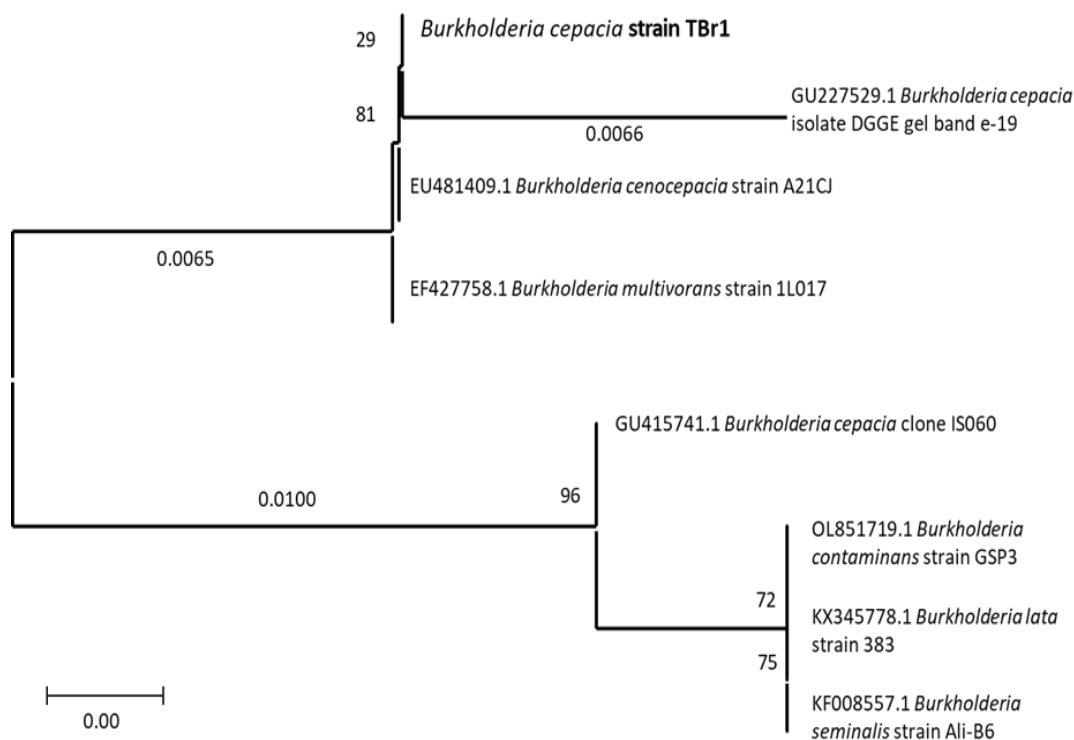 29
Burkholderia cepacia strain TBr1
81
GU227529.1 Burkholderia cepacia
isolate DGGE gel band e-19
0.0066
EU481409.1 Burkholderia cenocepacia strain A21CJ
0.0065
EF427758.1 Burkholderia multivorans strain 1L017
GU415741.1 Burkholderia cepacia clone IS060
0.0100
96
OL851719.1 Burkholderia
contaminans strain GSP3
72
KX345778.1 Burkholderia lata
strain 383
75
KF008557.1 Burkholderia
seminalis strain Ali-B6
0.00